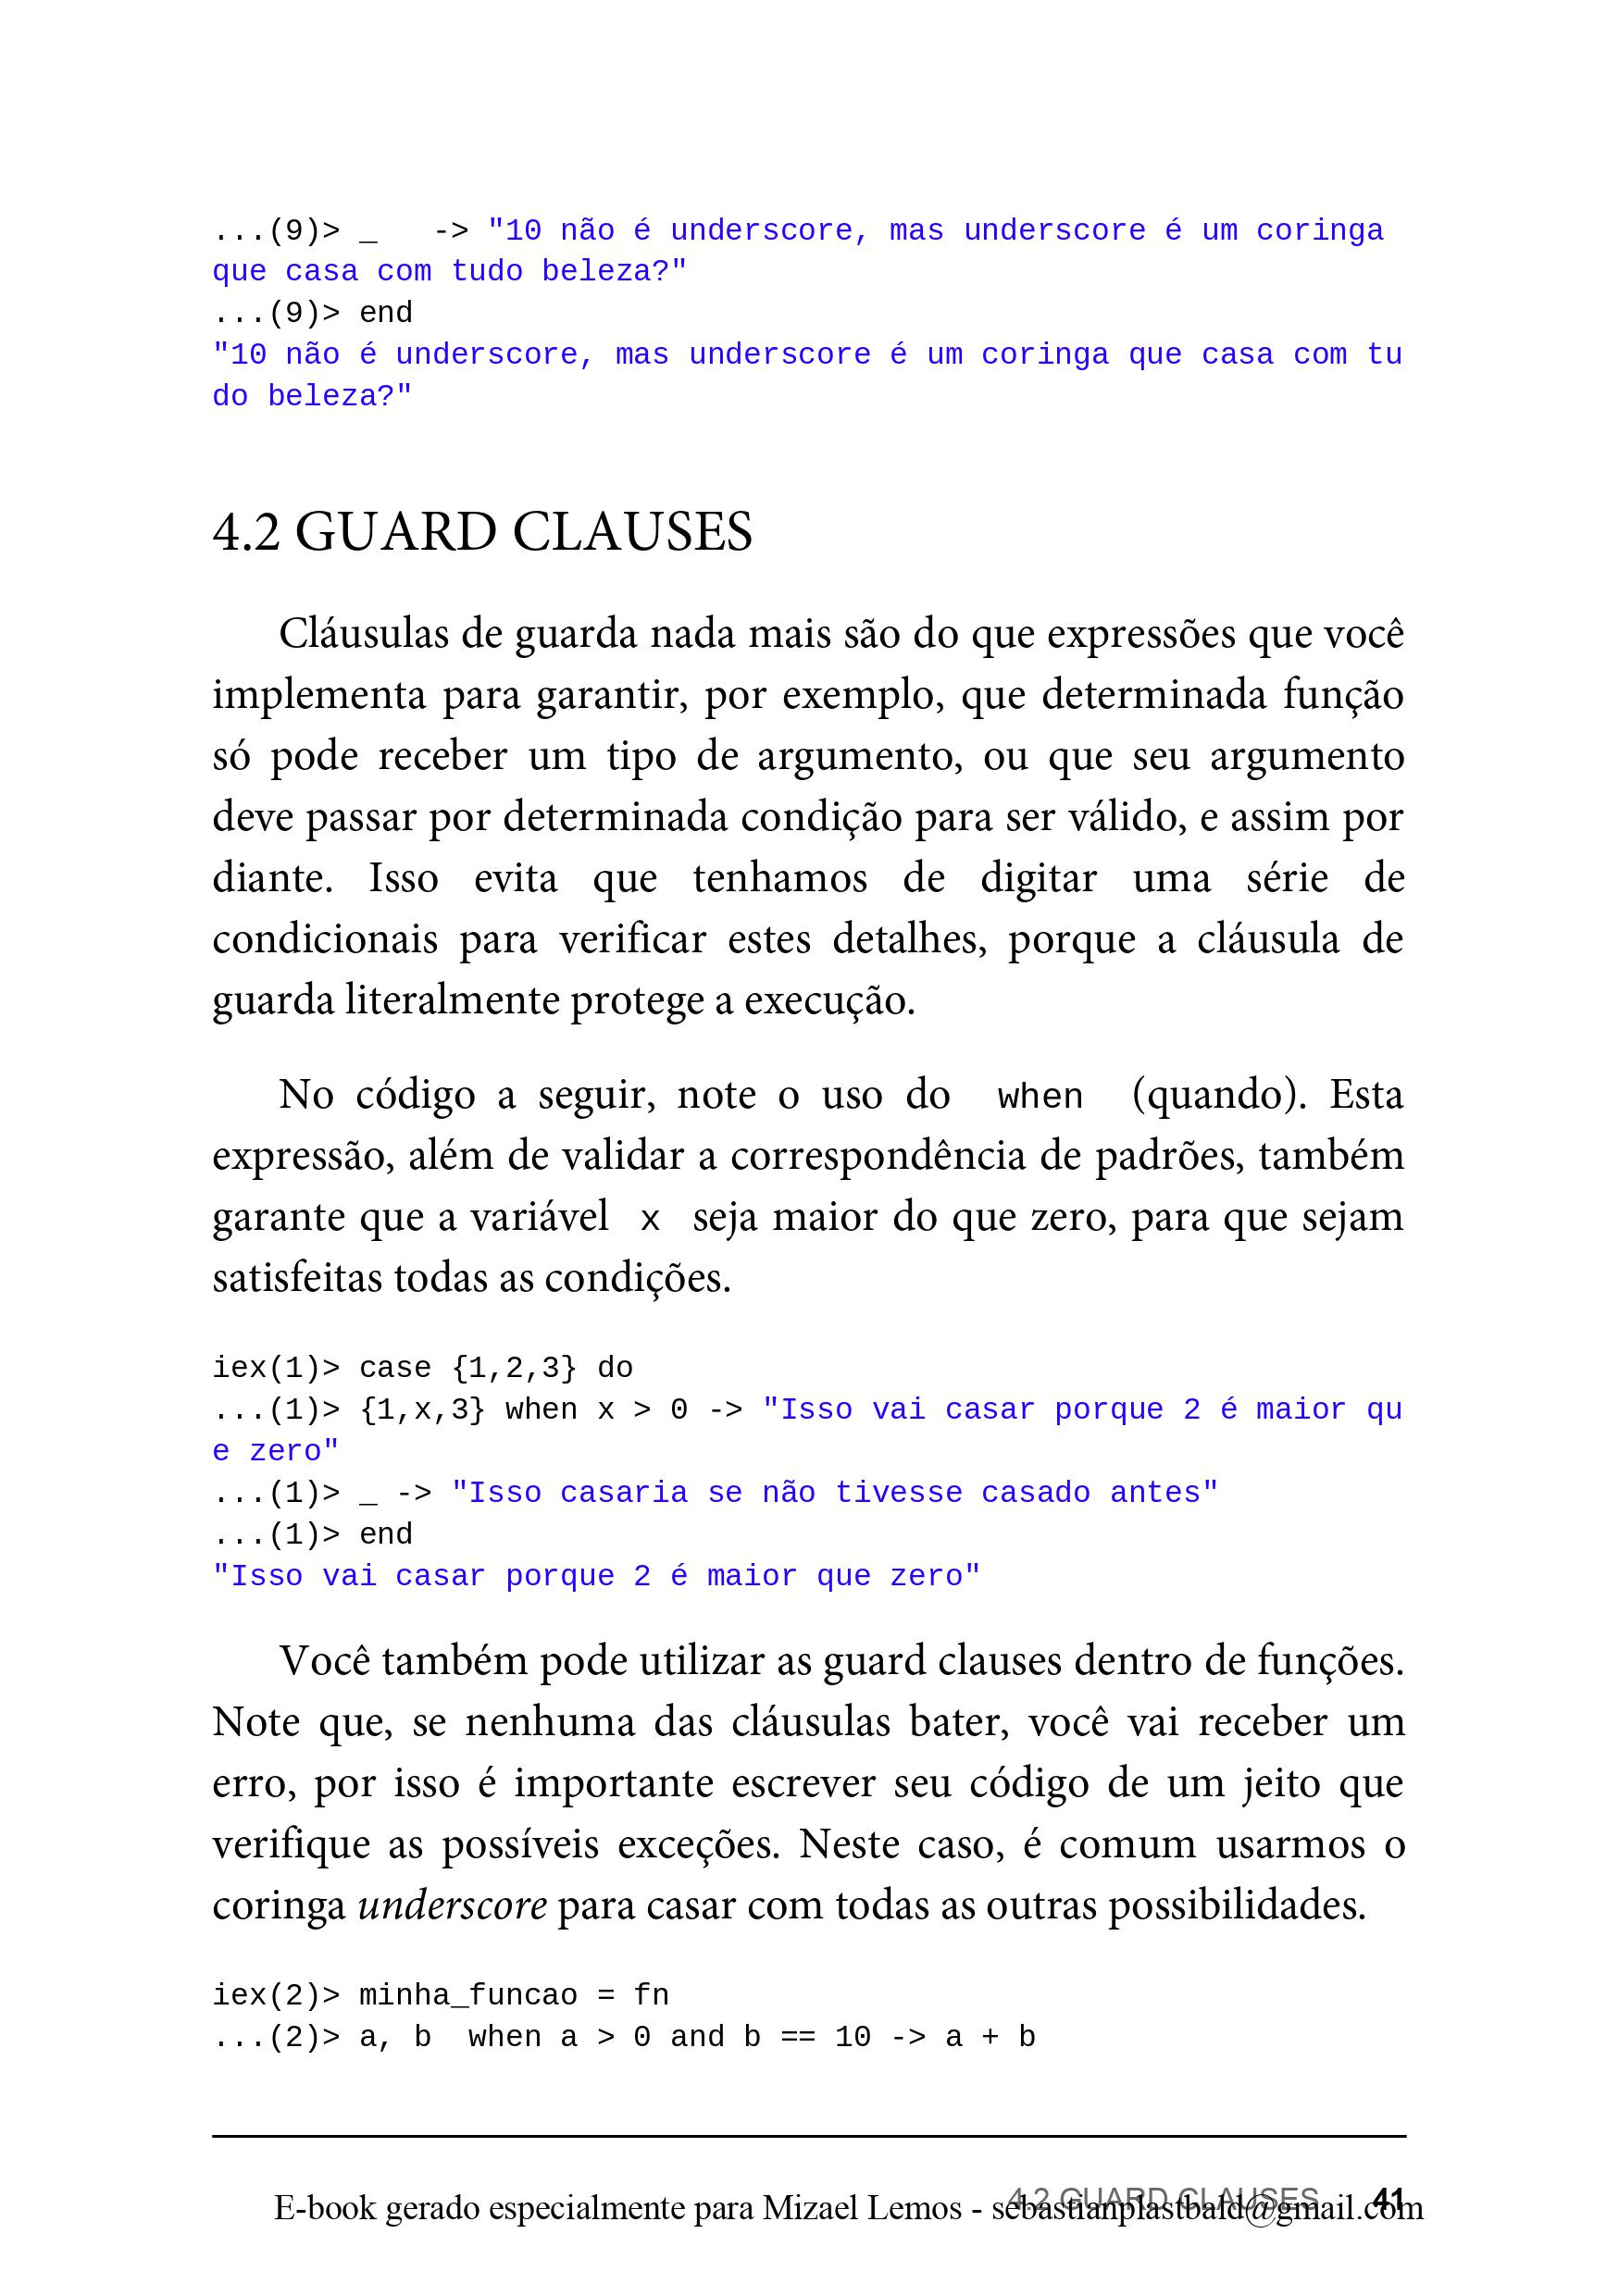 ...(9)> _   -> "10 não é underscore, mas underscore é um coringa
que casa com tudo beleza?"
...(9)> end
"10 não é underscore, mas underscore é um coringa que casa com tu
do beleza?"
4.2 GUARD CLAUSES
Cláusulas de guarda nada mais são do que expressões que você
implementa para garantir, por exemplo, que determinada função
só pode receber um tipo de argumento, ou que seu argumento
deve passar por determinada condição para ser válido, e assim por
diante. Isso evita que tenhamos de digitar uma série de
condicionais para verificar estes detalhes, porque a cláusula de
guarda literalmente protege a execução.
No código a seguir, note o uso do when (quando). Esta
expressão, além de validar a correspondência de padrões, também
garante que a variável x seja maior do que zero, para que sejam
satisfeitas todas as condições.
iex(1)> case {1,2,3} do
...(1)> {1,x,3} when x > 0 -> "Isso vai casar porque 2 é maior qu
e zero"
...(1)> _ -> "Isso casaria se não tivesse casado antes"
...(1)> end
"Isso vai casar porque 2 é maior que zero"
Você também pode utilizar as guard clauses dentro de funções.
Note que, se nenhuma das cláusulas bater, você vai receber um
erro, por isso é importante escrever seu código de um jeito que
verifique as possíveis exceções. Neste caso, é comum usarmos o
coringa underscore para casar com todas as outras possibilidades.
iex(2)> minha_funcao = fn
...(2)> a, b  when a > 0 and b == 10 -> a + b
4.2 GUARD CLAUSES 41
E-book gerado especialmente para Mizael Lemos - sebastianplastbald@gmail.com